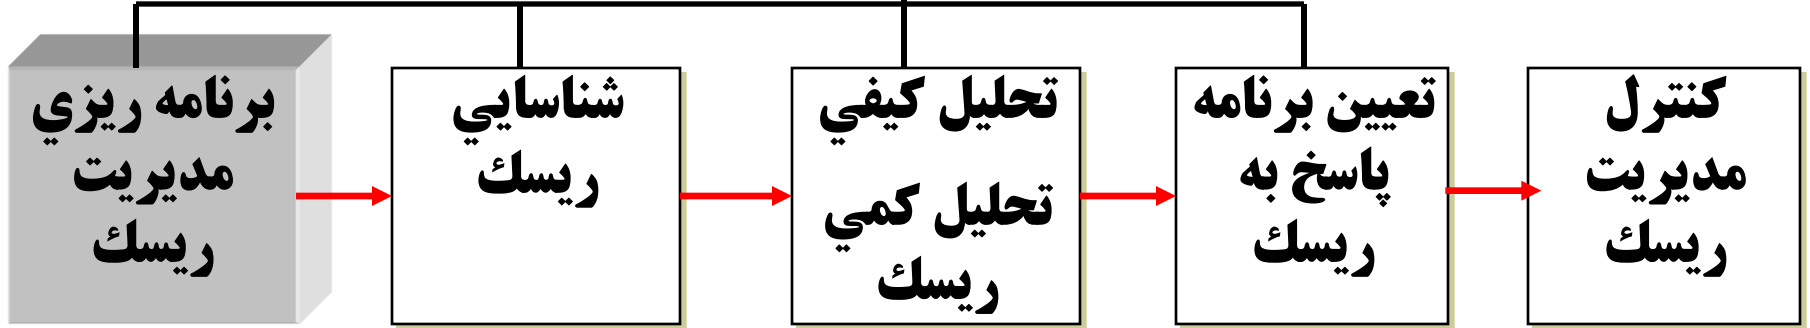 برنامه ريزي
مديريت
ريسك
شناسايي
ريسك
تحليل كيفي
تحليل كمي
ريسك
تعيين برنامه
پاسخ به
ريسك
كنترل
مديريت
ريسك